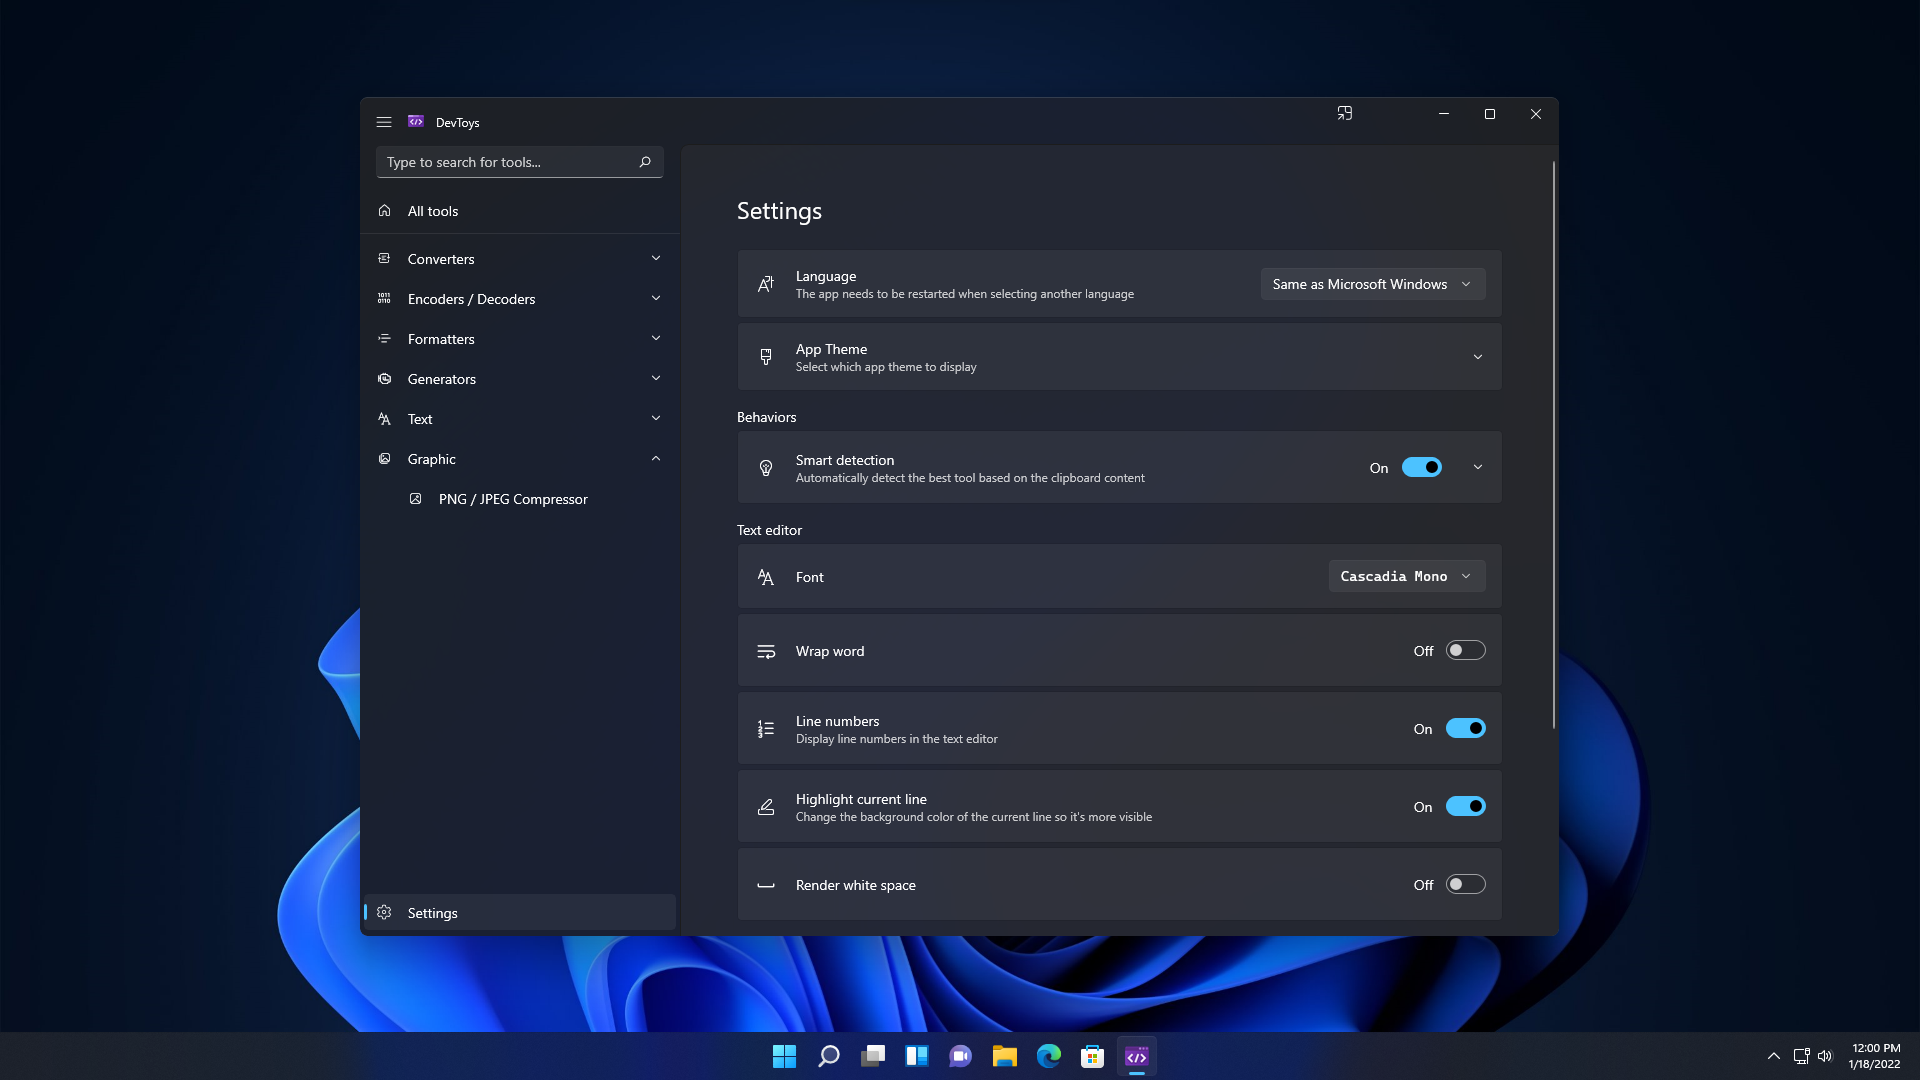 DevToys
Type to search for tools...
All tools
Converters
Encoders / Decoders
Formatters
Generators
Text
Graphic
PNG / JPEG Compressor
Settings
Settings
Language
The app needs to be restarted when selecting another language
Same as Microsoft Windows
App Theme
Select which app theme to display
Behaviors
Smart detection
Automatically detect the best tool based on the clipboard content
On
Text editor
Font
Cascadia Mono
Wrap word
Off
Line numbers
Display line numbers in the text editor
On
Highlight current line
Change the background color of the current line so it's more visible
On
Render white space
Off
12:00 PM
1/18/2022